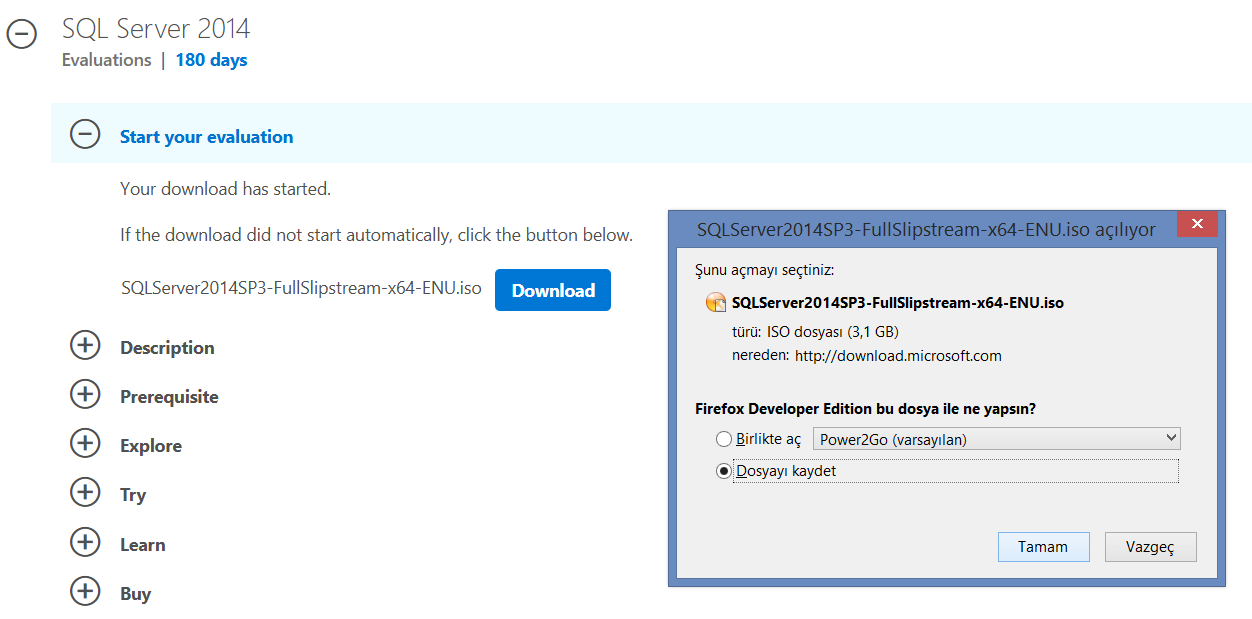 SQL Server 2014
Evaluations | 180 days
Start your evaluation
Your download has started.
If the download did not start automatically, click the button below.
SQLServer2014SP3-FullSlipstream-x64-ENU.iso Download
Description
Prerequisite
Explore
Try
Learn
Buy
SQLServer2014SP3-FullSlipstream-x64-ENU.iso açılıyor
Şunu açmayı seçtiniz:
SQLServer2014SP3-FullSlipstream-x64-ENU.iso
türü: ISO dosyası (3,1 GB)
nereden: http://download.microsoft.com
Firefox Developer Edition bu dosya ile ne yapsın?
Birlikte aç Power2Go (varsayılan)
Dosyayı kaydet
Tamam Vazgeç